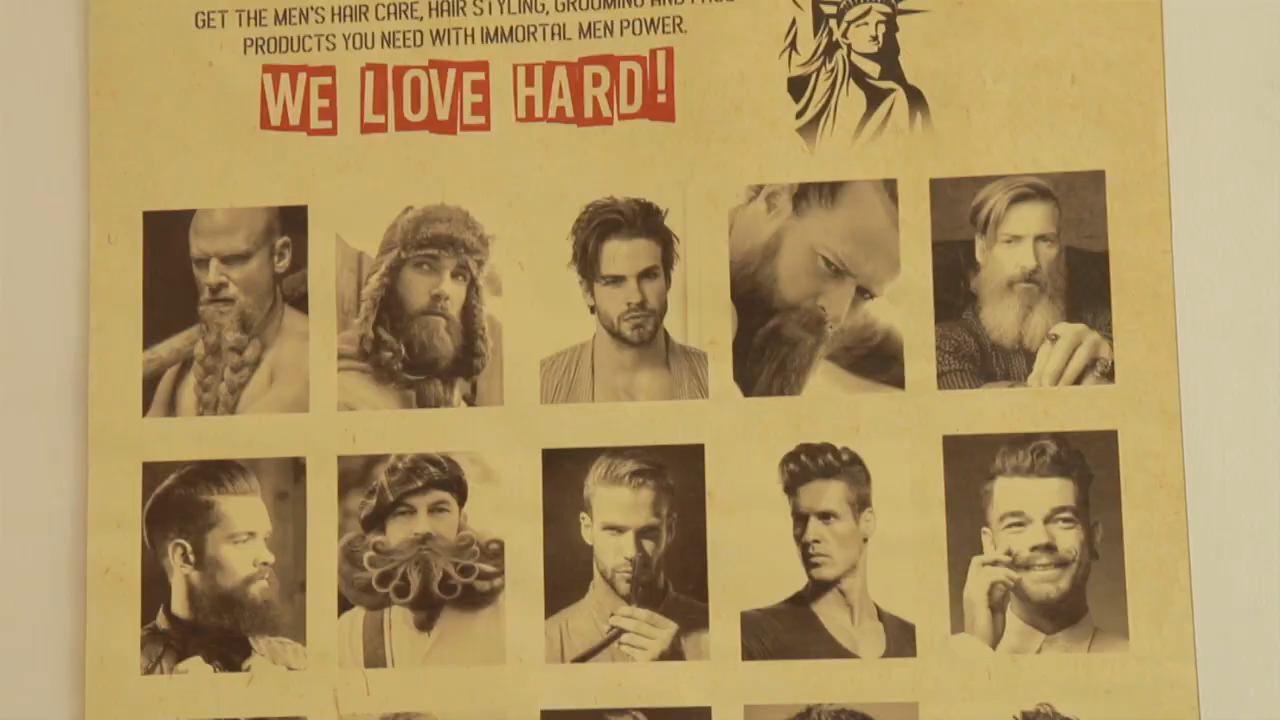 GET THE MEN'S HAIR CARE, HAIR STYLING, GROOMING AND
PRODUCTS YOU NEED WITH IMMORTAL MEN POWER.
WE LOVE HARD!